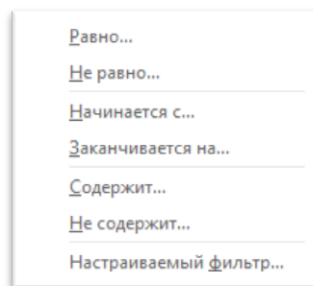 Равно...
Не равно...
Начинается с...
Заканчивается на...
Содержит...
Не содержит...
Настраиваемый фильтр...